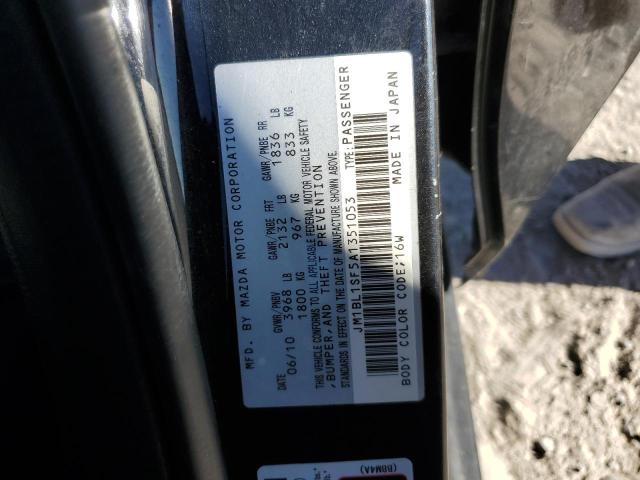 MFD. BY MAZDA MOTOR CORPORATION
DATE GVWR/PNBV GAWR/PNBE FRT GAWR/PNBE RR
06/10 3968 LB 2132 LB 1836 LB
1800 KG 967 KG 833 KG
THIS VEHICLE CONFORMS TO ALL APPLICABLE FEDERAL MOTOR VEHICLE SAFETY
,BUMPER,AND THEFT PREVENTION
STANDARDS IN EFFECT ON THE DATE OF MANUFACTURE SHOWN ABOVE.
JM1BL1SF5A1351053 TYPE:PASSENGER
BODY COLOR CODE:16W MADE IN JAPAN
(BBM4A)